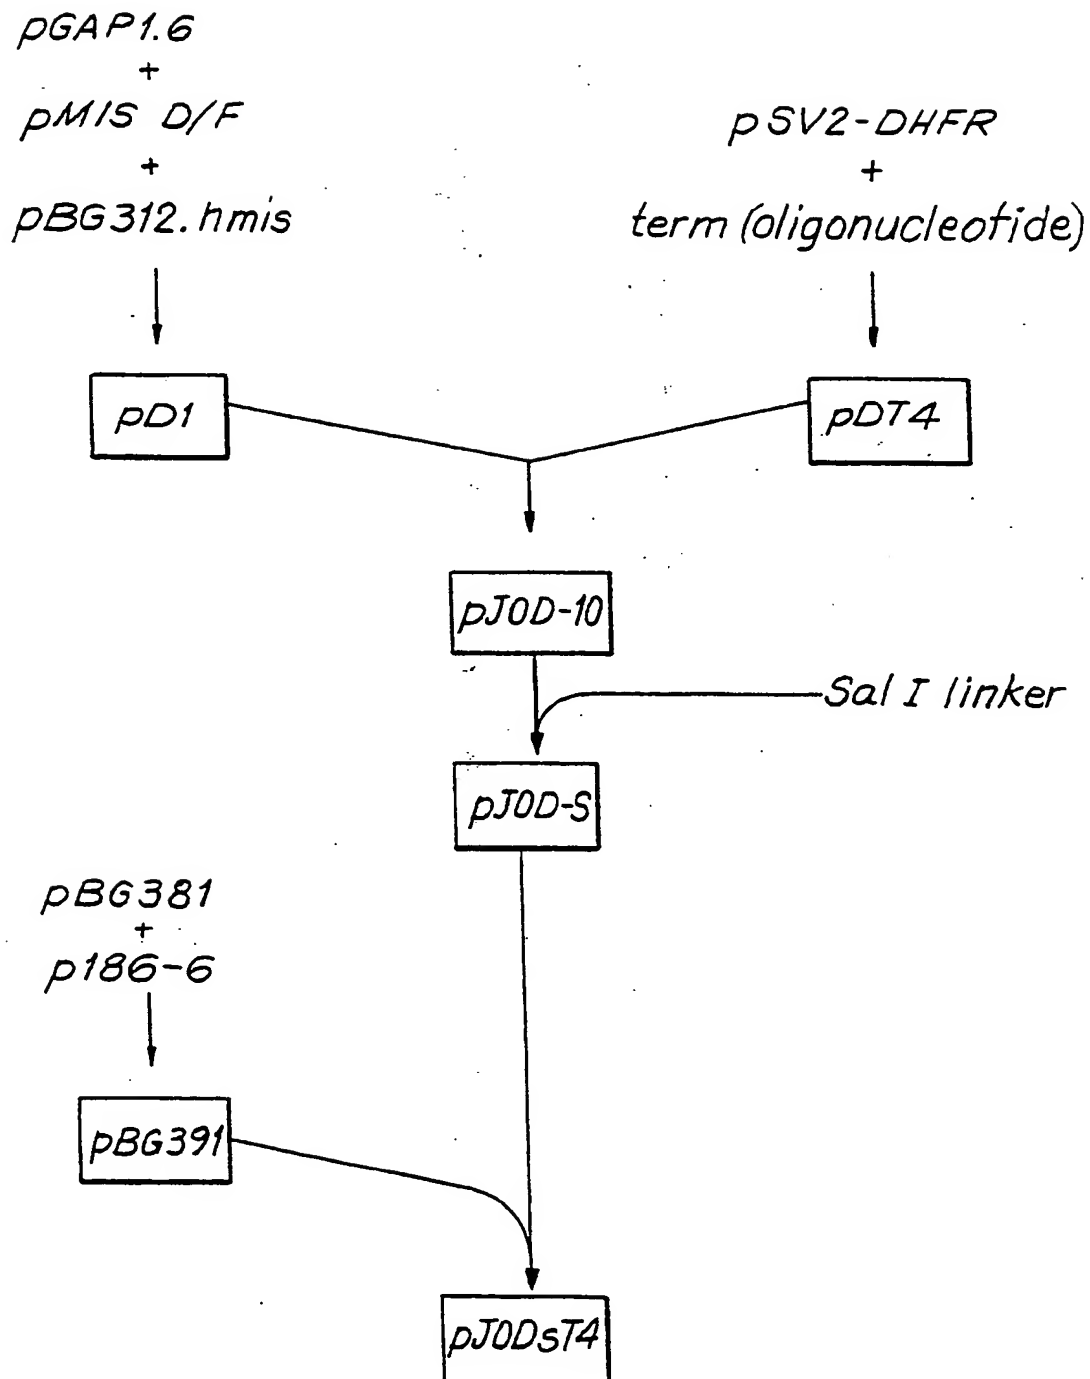 pGAP1.6
+
pMIS D/F
+
pBG312.hmis
pSV2-DHFR
+
term (oligonucleotide)
pD1
pDT4
pJOD-10
Sal I linker
pJOD-S
pBG381
+
p186-6
pBG391
pJODsT4